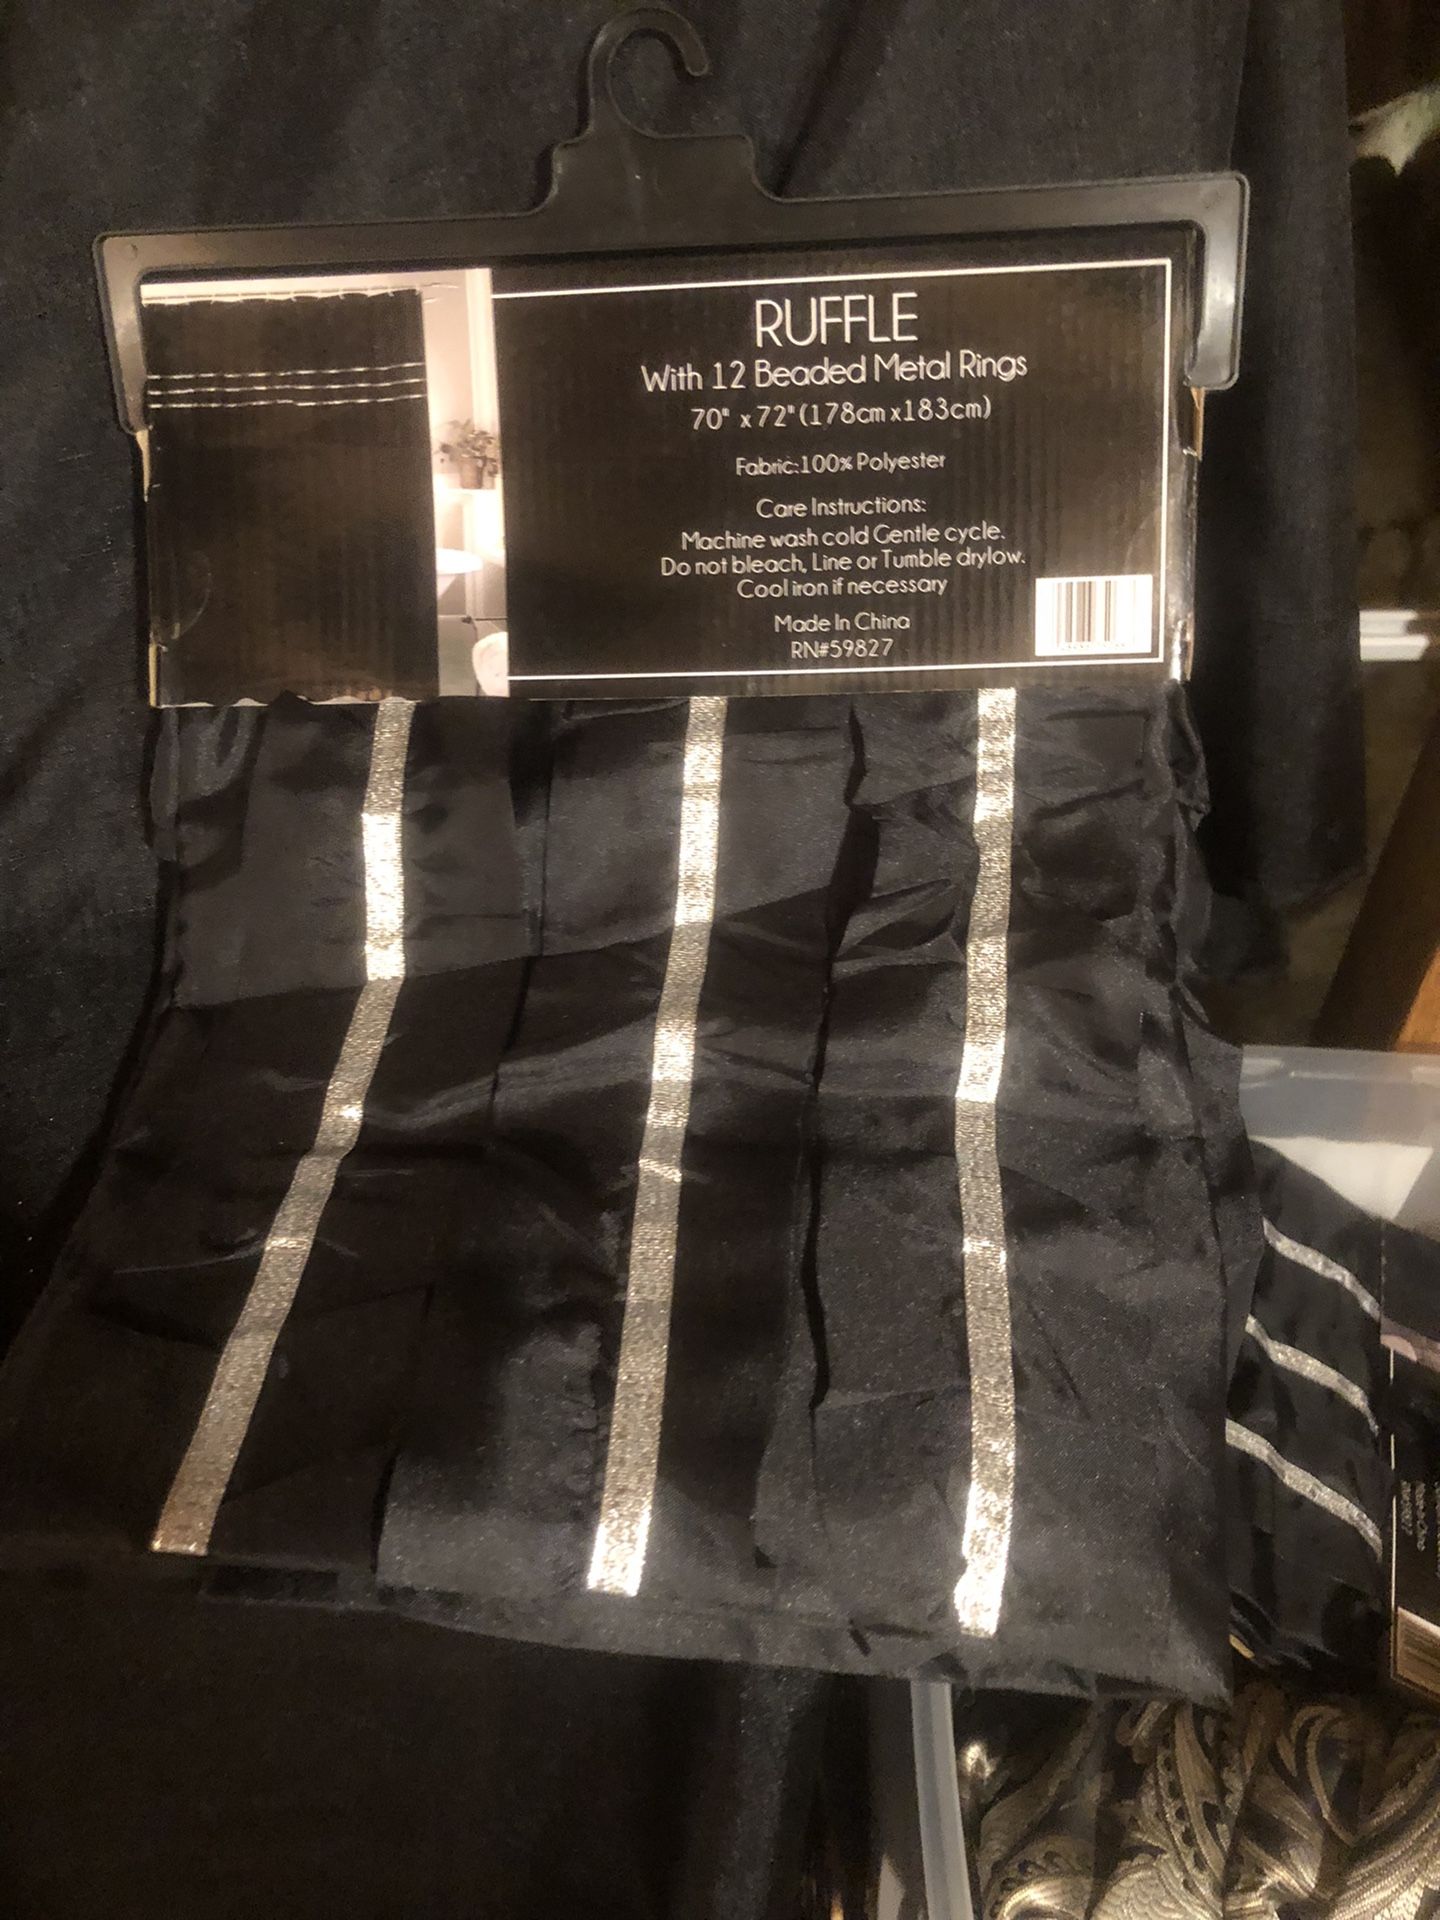 RUFFLE
With 12 Beaded Metal Rings
70" x 72" (178cm x 183cm)
Fabric:100% Polyester
Care Instructions:
Machine wash cold Gentle cycle.
Do not bleach, Line or Tumble drylow.
Cool iron if necessary
Made In China
RN#59827